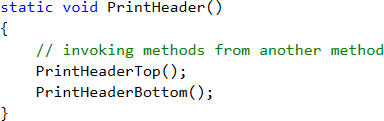 static void PrintHeader()
{
    // invoking methods from another method
    PrintHeaderTop();
    PrintHeaderBottom();
}